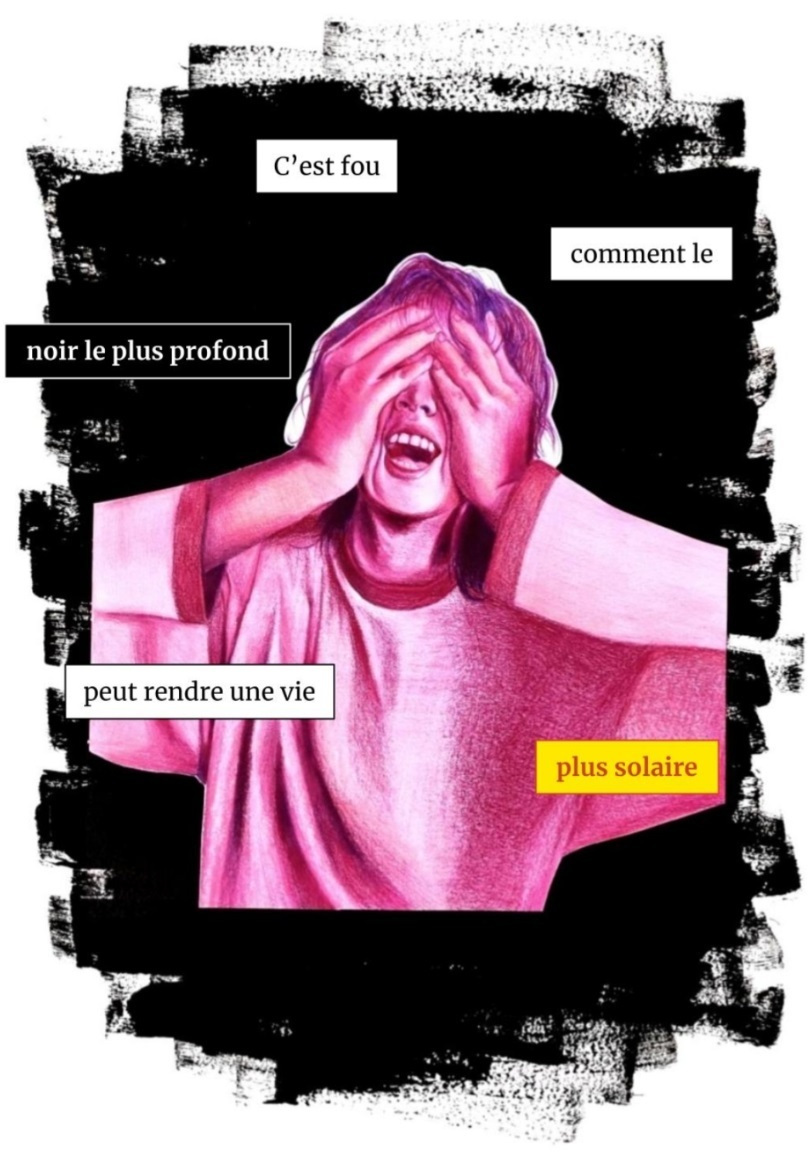 C’est fou
comment le
noir le plus profond
peut rendre une vie
plus solaire